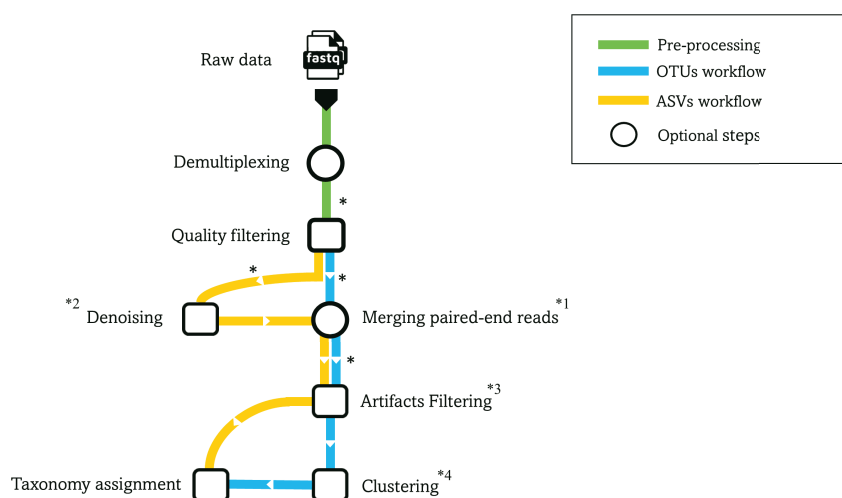 Raw data
fastq
Pre-processing
OTUs workflow
ASVs workflow
Optional steps
Demultiplexing
*
Quality filtering
*
*
*2 Denoising
Merging paired-end reads*1
*
Artifacts Filtering*3
Taxonomy assignment
Clustering*4